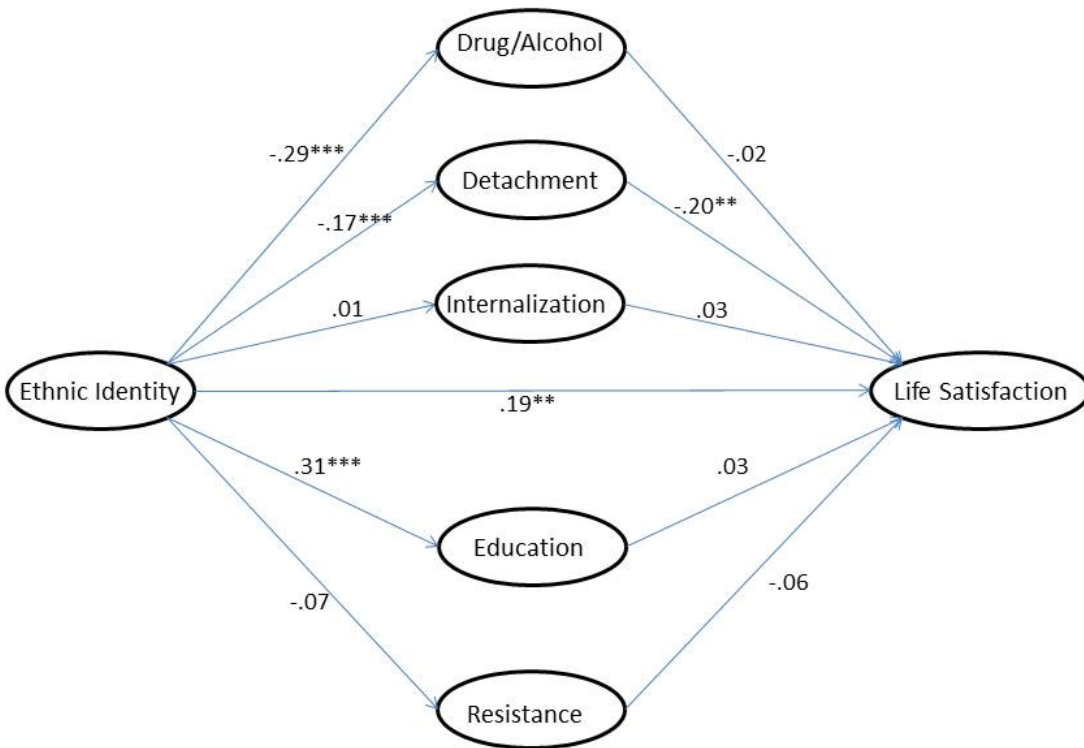 Drug/Alcohol
-.29***
-.02
Detachment
-.17***
-.20**
Internalization
.01
.03
Ethnic Identity
.19**
Life Satisfaction
.31***
.03
Education
-.07
-.06
Resistance